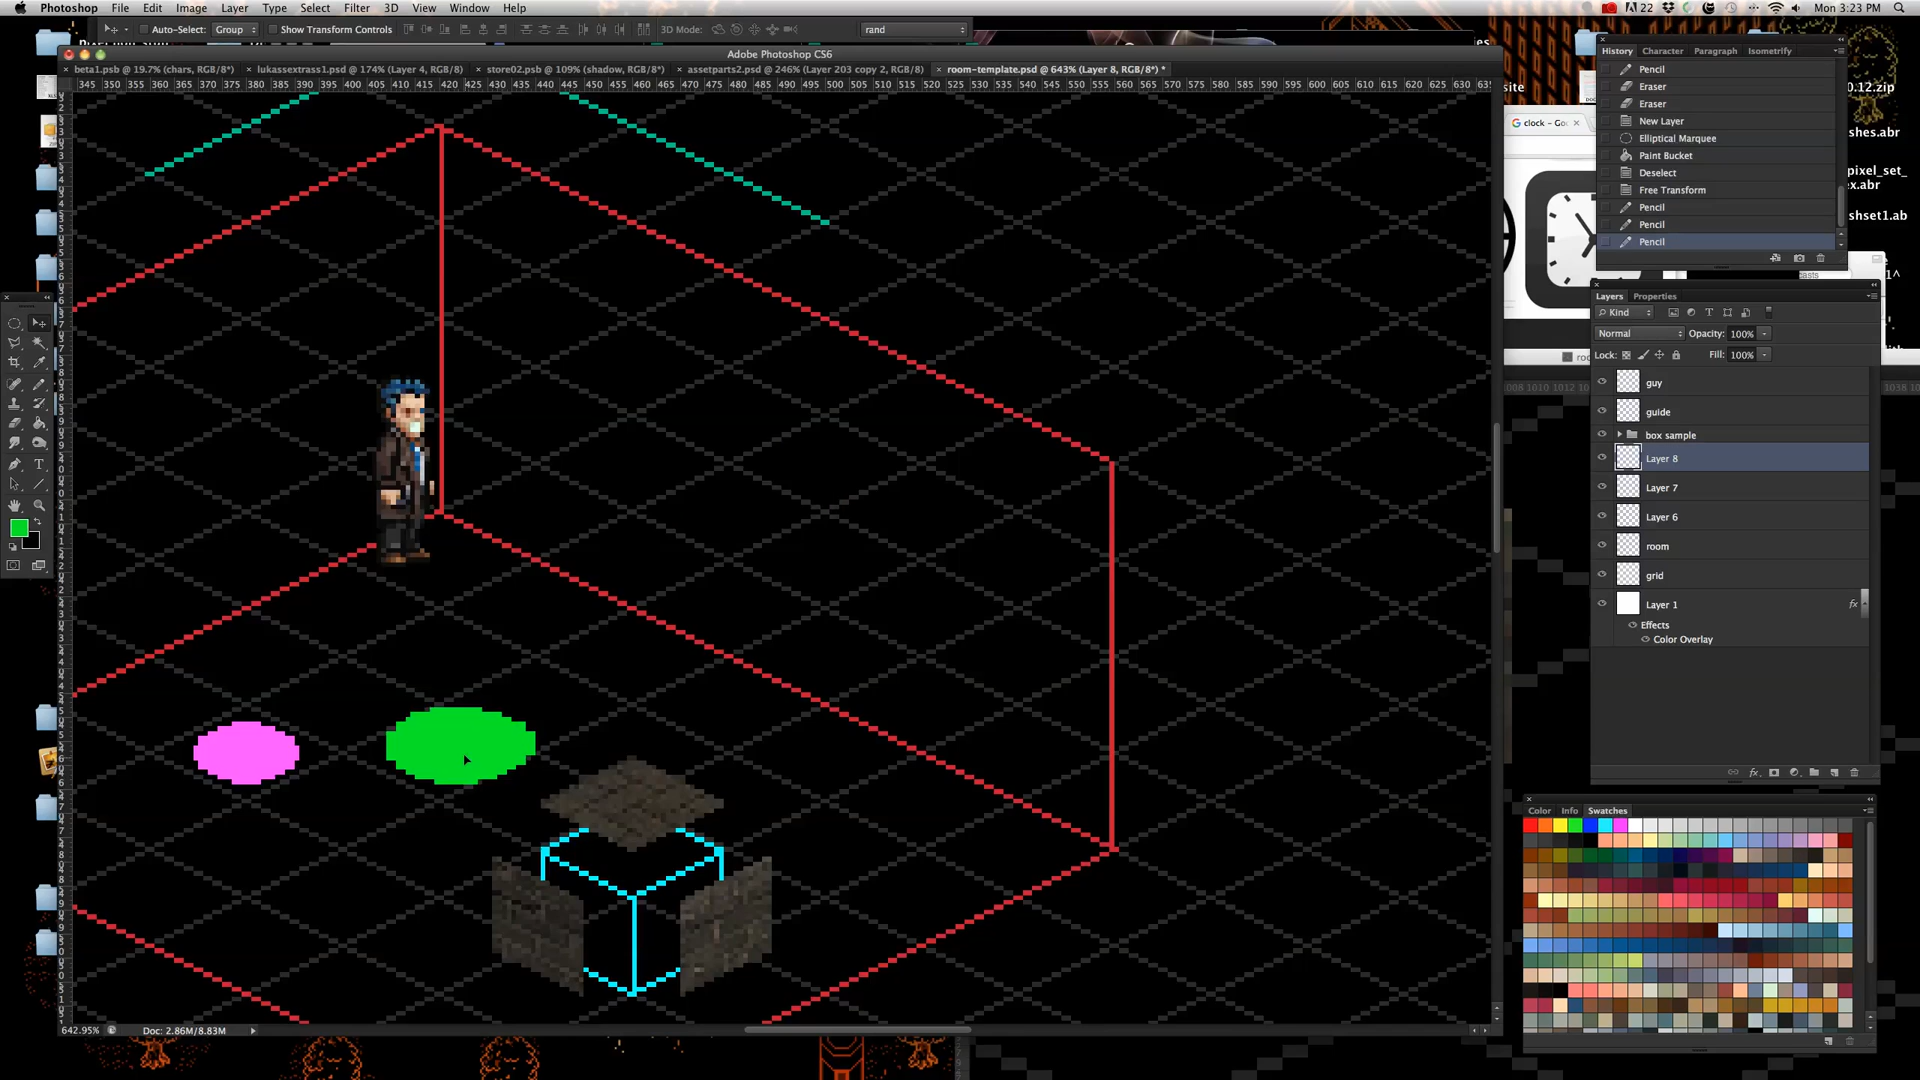 Photoshop File Edit Image Layer Type Select Filter 3D View Window Help
22 Mon 3:23 PM
Auto-Select: Group Show Transform Controls 3D Mode: rand
Adobe Photoshop CS6
beta1.psb @ 19.7% (chars, RGB/8*) lukassextrass1.psd @ 174% (Layer 4, RGB/8) store02.psb @ 109% (shadow, RGB/8*) assetparts2.psd @ 246% (Layer 203 copy 2, RGB/8) room-template.psd @ 643% (Layer 8, RGB/8*) *
345 350 355 360 365 370 375 380 385 390 395 400 405 410 415 420 425 430 435 440 445 450 455 460 465 470 475 480 485 490 495 500 505 510 515 520 525 530 535 540 545 550 555 560 565 570 575 580 585 590 595 600 605 610 615 620 625 630 635
History Character Paragraph Isometrify
Pencil
Eraser
Eraser
New Layer
Elliptical Marquee
Paint Bucket
Deselect
Free Transform
Pencil
Pencil
Pencil
site
clock - Go
0.12.zip
shes.abr
pixel_set_
ex.abr
shset1.ab
casts
Layers Properties
Kind
Normal Opacity: 100%
Lock: Fill: 100%
guy
guide
box sample
Layer 8
Layer 7
Layer 6
room
grid
Layer 1 fx
Effects
Color Overlay
1008 1010 1012
1038 103
Color Info Swatches
642.95% Doc: 2.86M/8.83M